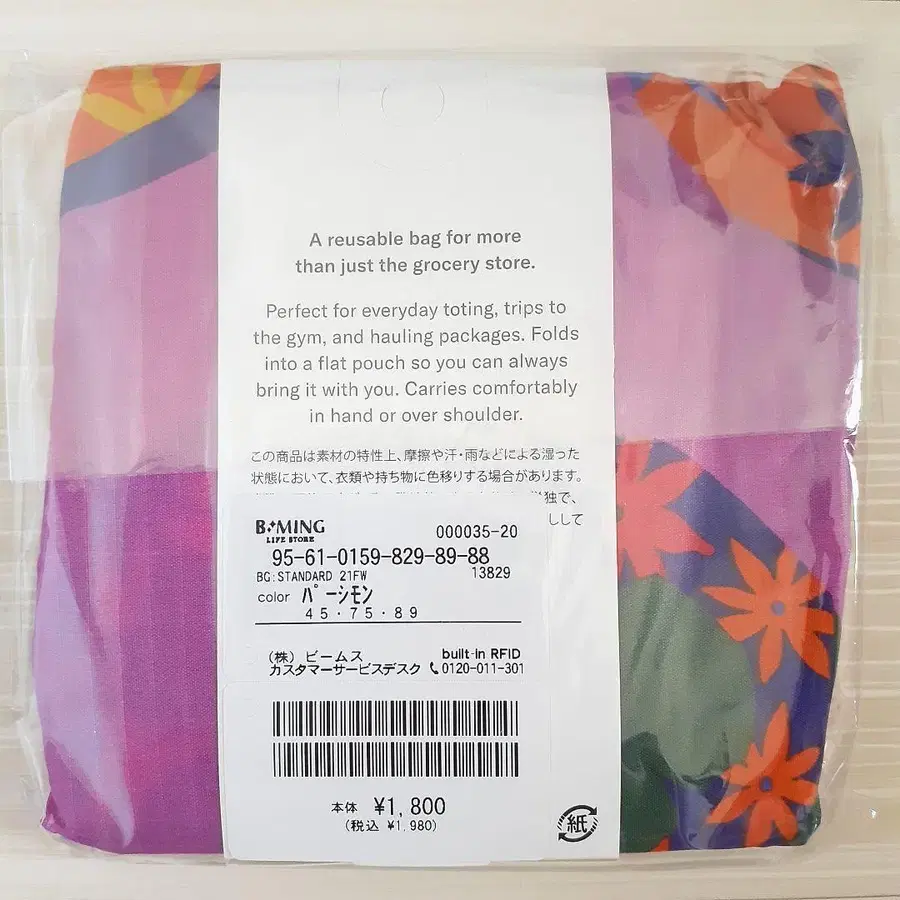 A reusable bag for more
than just the grocery store.
Perfect for everyday toting, trips to
the gym, and hauling packages. Folds
into a flat pouch so you can always
bring it with you. Carries comfortably
in hand or over shoulder.
この商品は素材の特性上、摩擦や汗・雨などによる湿った
状態において、衣類や持ち物に色移りする場合があります。
独で、
して
B:MING
LIFE STORE
000035-20
95-61-0159-829-89-88
BG:STANDARD 21FW
13829
color パーシモン
45・75・89
(株) ビームス
built-in RFID
カスタマーサービスデスク
0120-011-301
本体 ¥1,800
(税込 ¥1,980)
紙